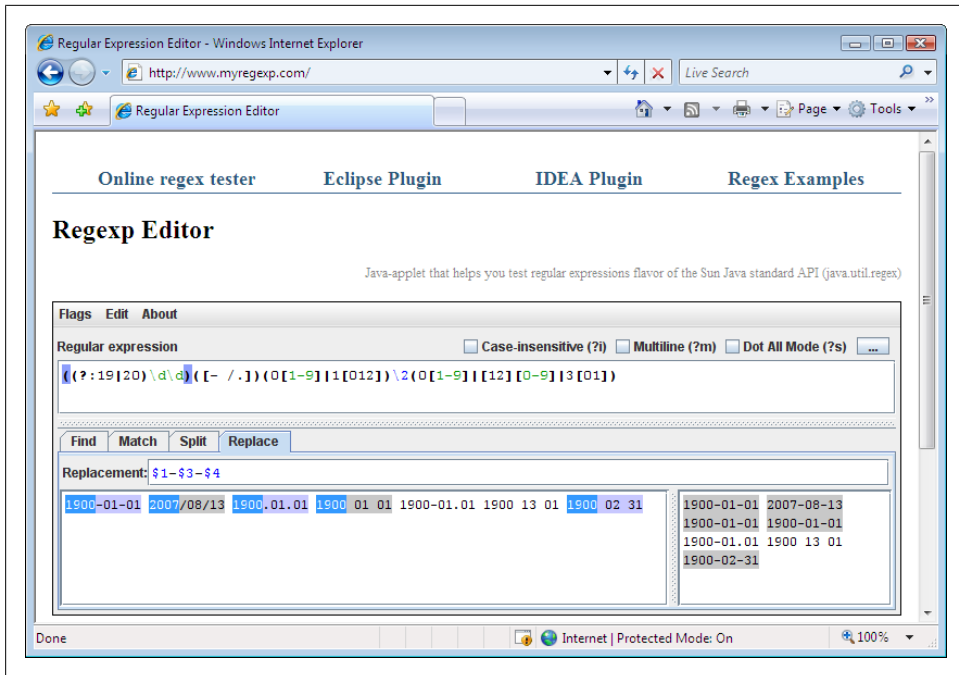 Regular Expression Editor - Windows Internet Explorer
http://www.myregexp.com/
Live Search
Regular Expression Editor
Page
Tools
Online regex tester Eclipse Plugin IDEA Plugin Regex Examples
Regexp Editor
Java-applet that helps you test regular expressions flavor of the Sun Java standard API (java.util.regex)
Flags Edit About
Regular expression Case-insensitive (?i) Multiline (?m) Dot All Mode (?s) ...
((?:19|20)\d\d)([- /.])(0[1-9]|1[012])\2(0[1-9]|[12][0-9]|3[01])
Find Match Split Replace
Replacement: $1-$3-$4
1900-01-01 2007/08/13 1900.01.01 1900 01 01 1900-01.01 1900 13 01 1900 02 31
1900-01-01 2007-08-13
1900-01-01 1900-01-01
1900-01.01 1900 13 01
1900-02-31
Done Internet | Protected Mode: On 100%